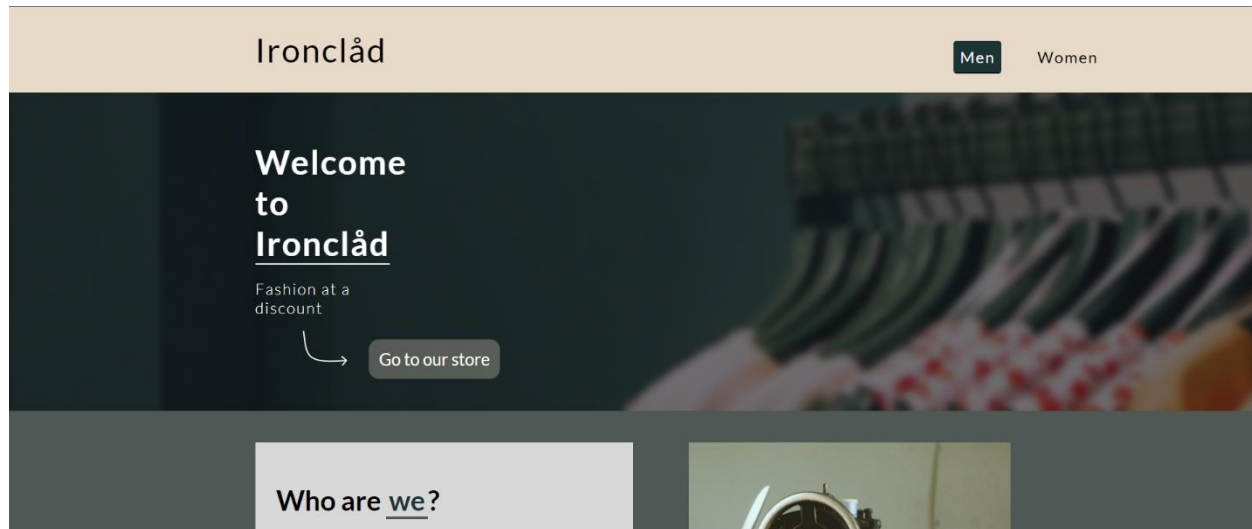 Ironclåd
Men
Women
Welcome
to
Ironclåd
Fashion at a
discount
Go to our store
Who are we?